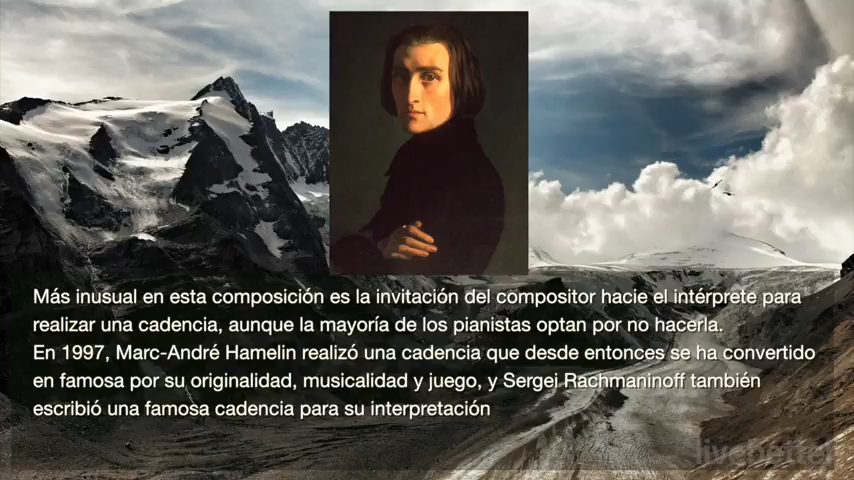 Más inusual en esta composición es la invitación del compositor hacie el intérprete para
realizar una cadencia, aunque la mayoría de los pianistas optan por no hacerla.
En 1997, Marc-André Hamelin realizó una cadencia que desde entonces se ha convertido
en famosa por su originalidad, musicalidad y juego, y Sergei Rachmaninoff también
escribió una famosa cadencia para su interpretación